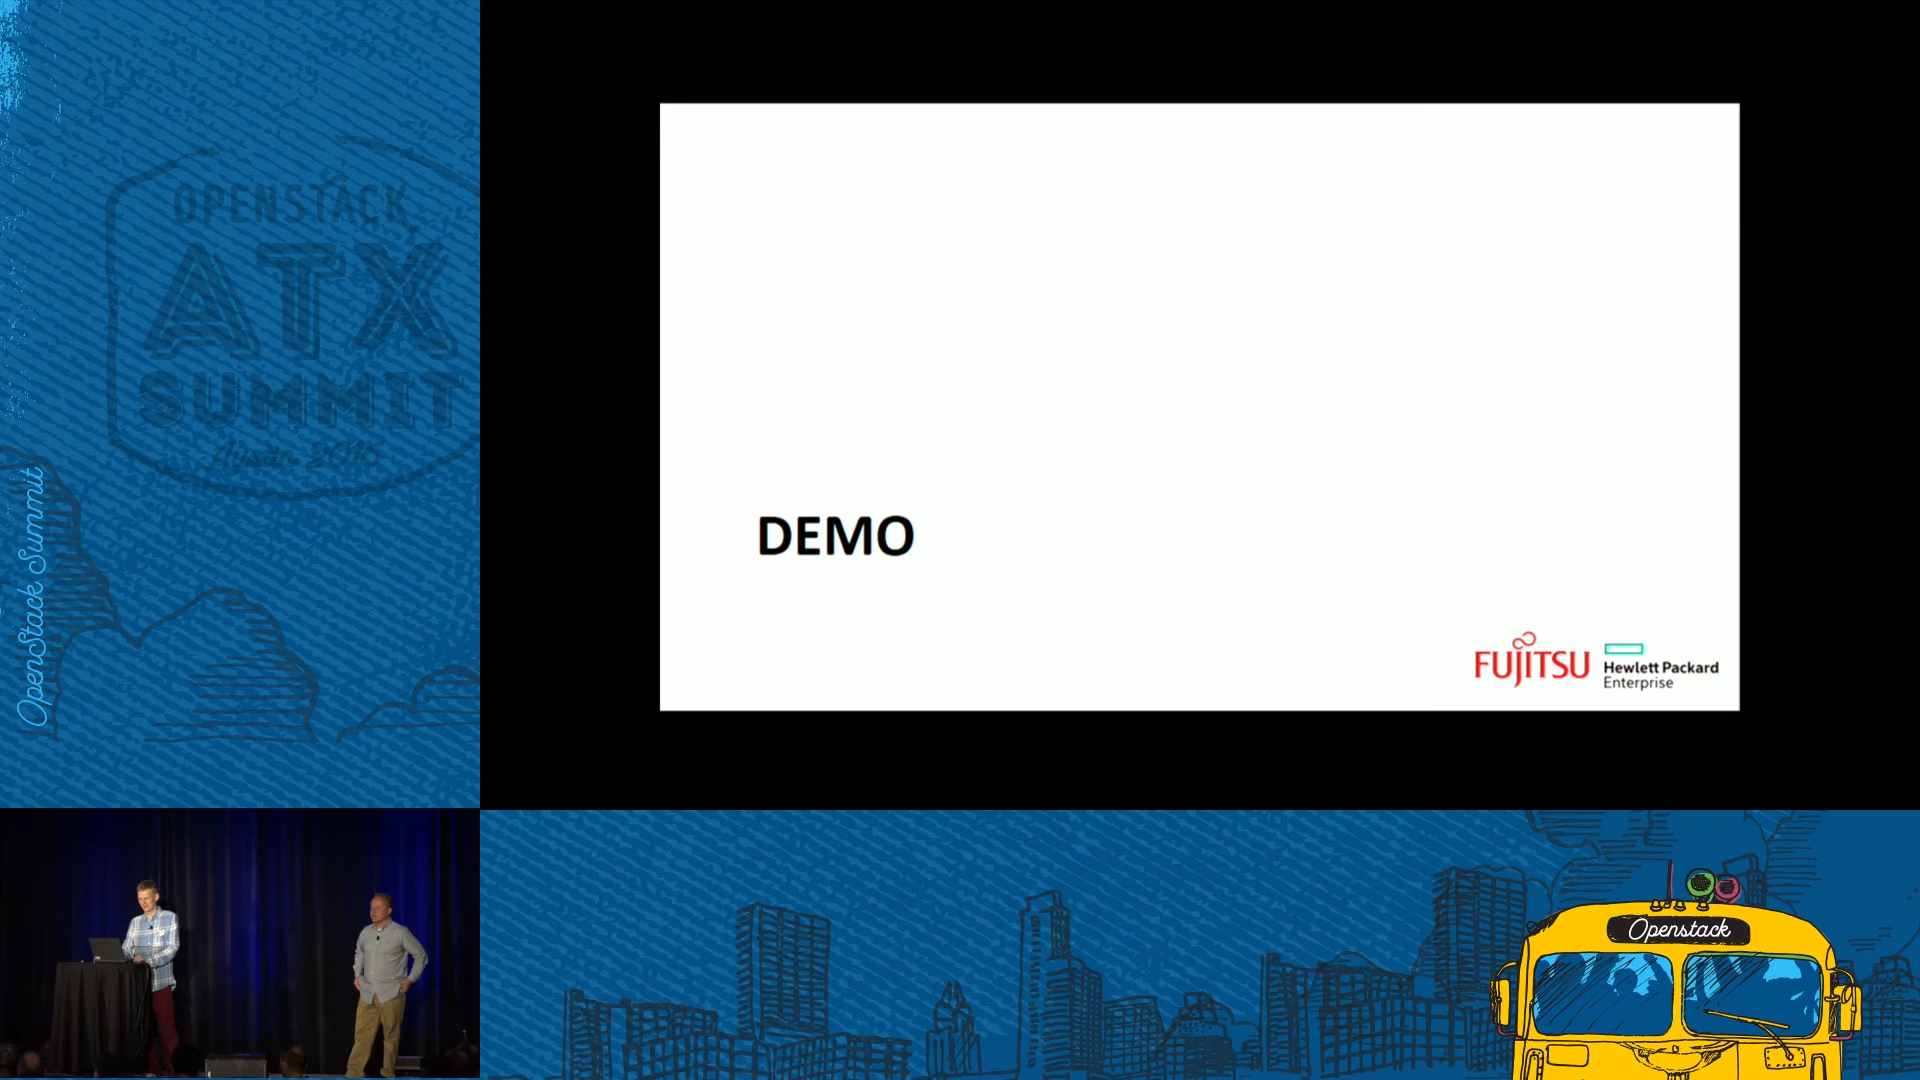 OPENSTACK
ATX
SUMMIT
Austin 2016
OpenStack Summit
DEMO
FUJITSU
Hewlett Packard
Enterprise
Openstack